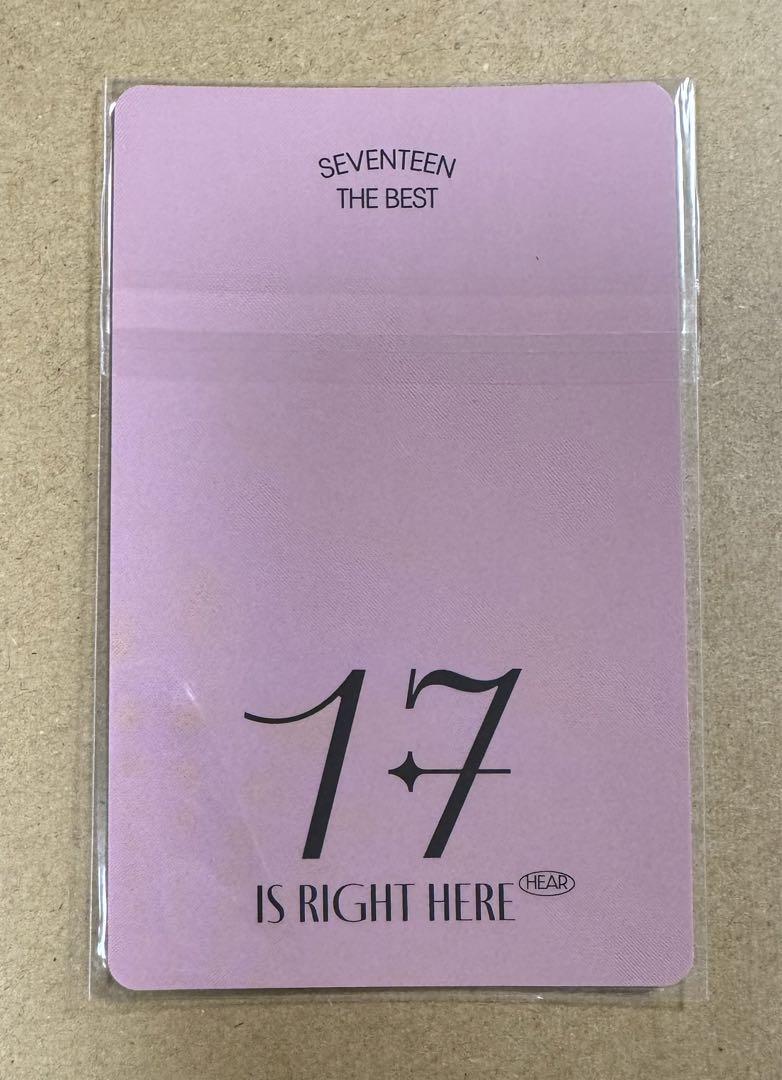 SEVENTEEN
THE BEST
17
IS RIGHT HERE HEAR